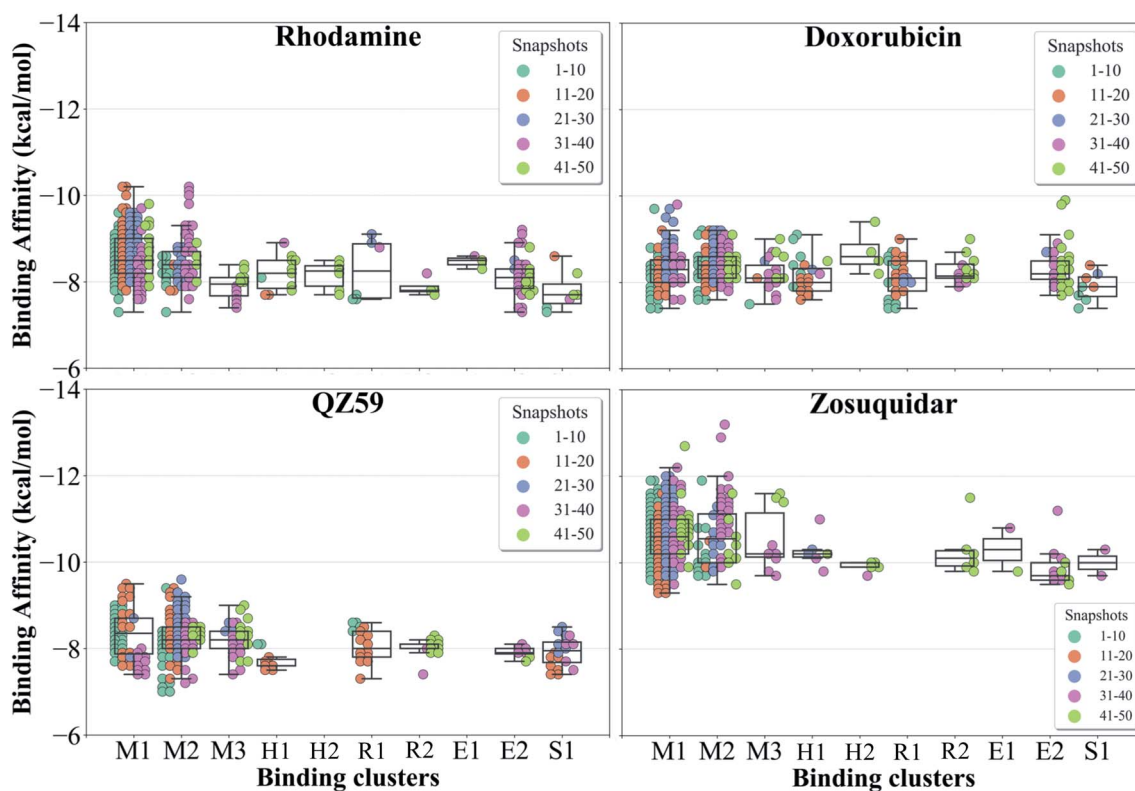 Rhodamine
Doxorubicin
Binding Affinity (kcal/mol)
−14
−12
−10
−8
−6
Snapshots
1-10
11-20
21-30
31-40
41-50
Snapshots
1-10
11-20
21-30
31-40
41-50
QZ59
Zosuquidar
Binding Affinity (kcal/mol)
−14
−12
−10
−8
−6
Snapshots
1-10
11-20
21-30
31-40
41-50
Snapshots
1-10
11-20
21-30
31-40
41-50
M1 M2 M3 H1 H2 R1 R2 E1 E2 S1
M1 M2 M3 H1 H2 R1 R2 E1 E2 S1
Binding clusters
Binding clusters